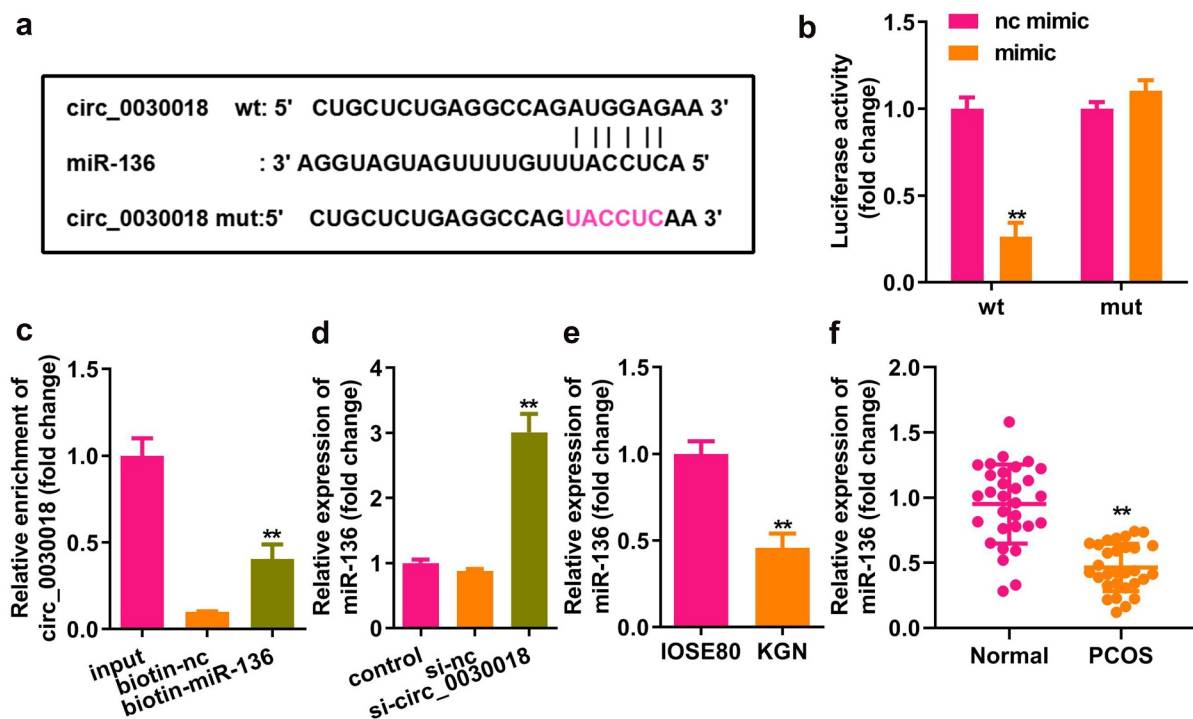 a
circ_0030018 wt: 5' CUGCUCUGAGGCCAGAUGGAGAA 3'
miR-136 : 3' AGGUAGUAGUUUUGUUUACCUCA 5'
circ_0030018 mut:5' CUGCUCUGAGGCCAGUACCUCAA 3'
b
nc mimic
mimic
Luciferase activity
(fold change)
1.5
1.0
0.5
0.0
**
wt
mut
c
Relative enrichment of
circ_0030018 (fold change)
1.5
1.0
0.5
0.0
**
input
biotin-nc
biotin-miR-136
d
Relative expression of
miR-136 (fold change)
4
3
2
1
0
**
control
si-nc
si-circ_0030018
e
Relative expression of
miR-136 (fold change)
1.5
1.0
0.5
0.0
**
IOSE80
KGN
f
Relative expression of
miR-136 (fold change)
2.0
1.5
1.0
0.5
0.0
**
Normal
PCOS